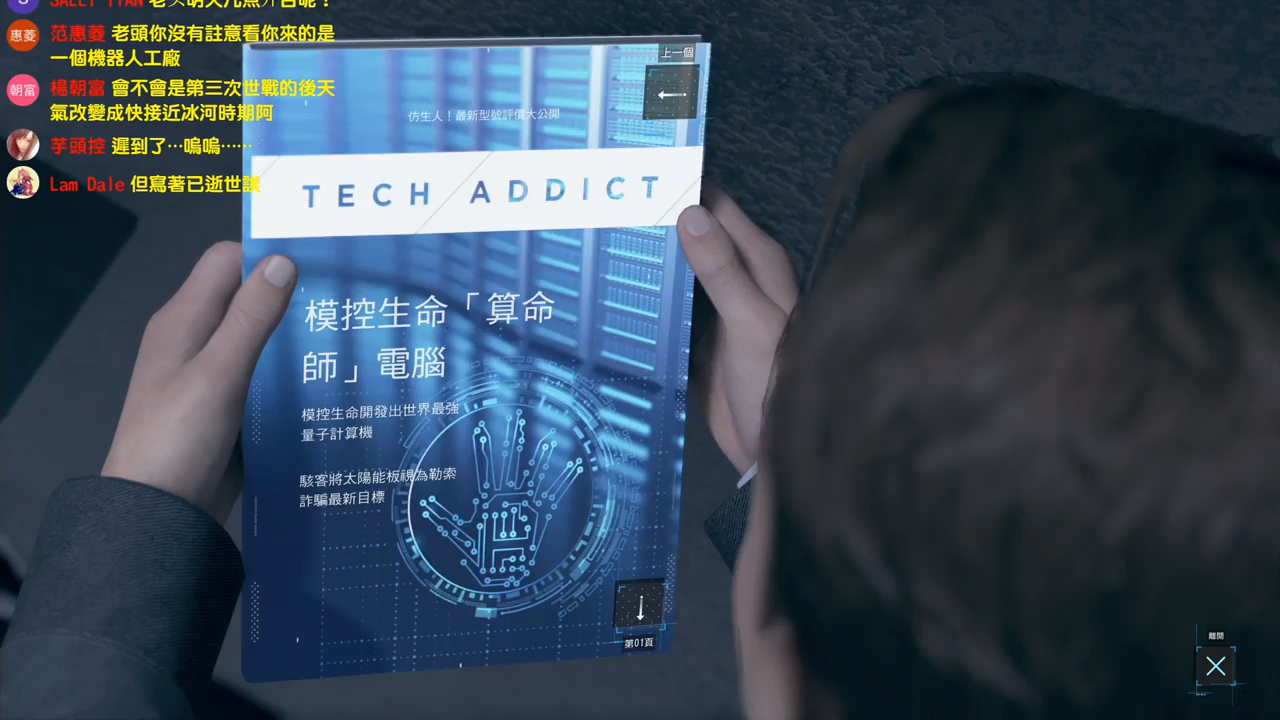 范惠菱 老頭你沒有註意看你來的是
一個機器人工廠
楊朝富 會不會是第三次世戰的後天
氣改變成快接近冰河時期阿
芋頭控 遲到了…嗚嗚……
Lam Dale 但寫著已逝世誒
惠菱
朝富
上一個
仿生人！最新型號評價大公開
TECH ADDICT
模控生命「算命
師」電腦
模控生命開發出世界最強
量子計算機
駭客將太陽能板視為勒索
詐騙最新目標
第01頁
離開